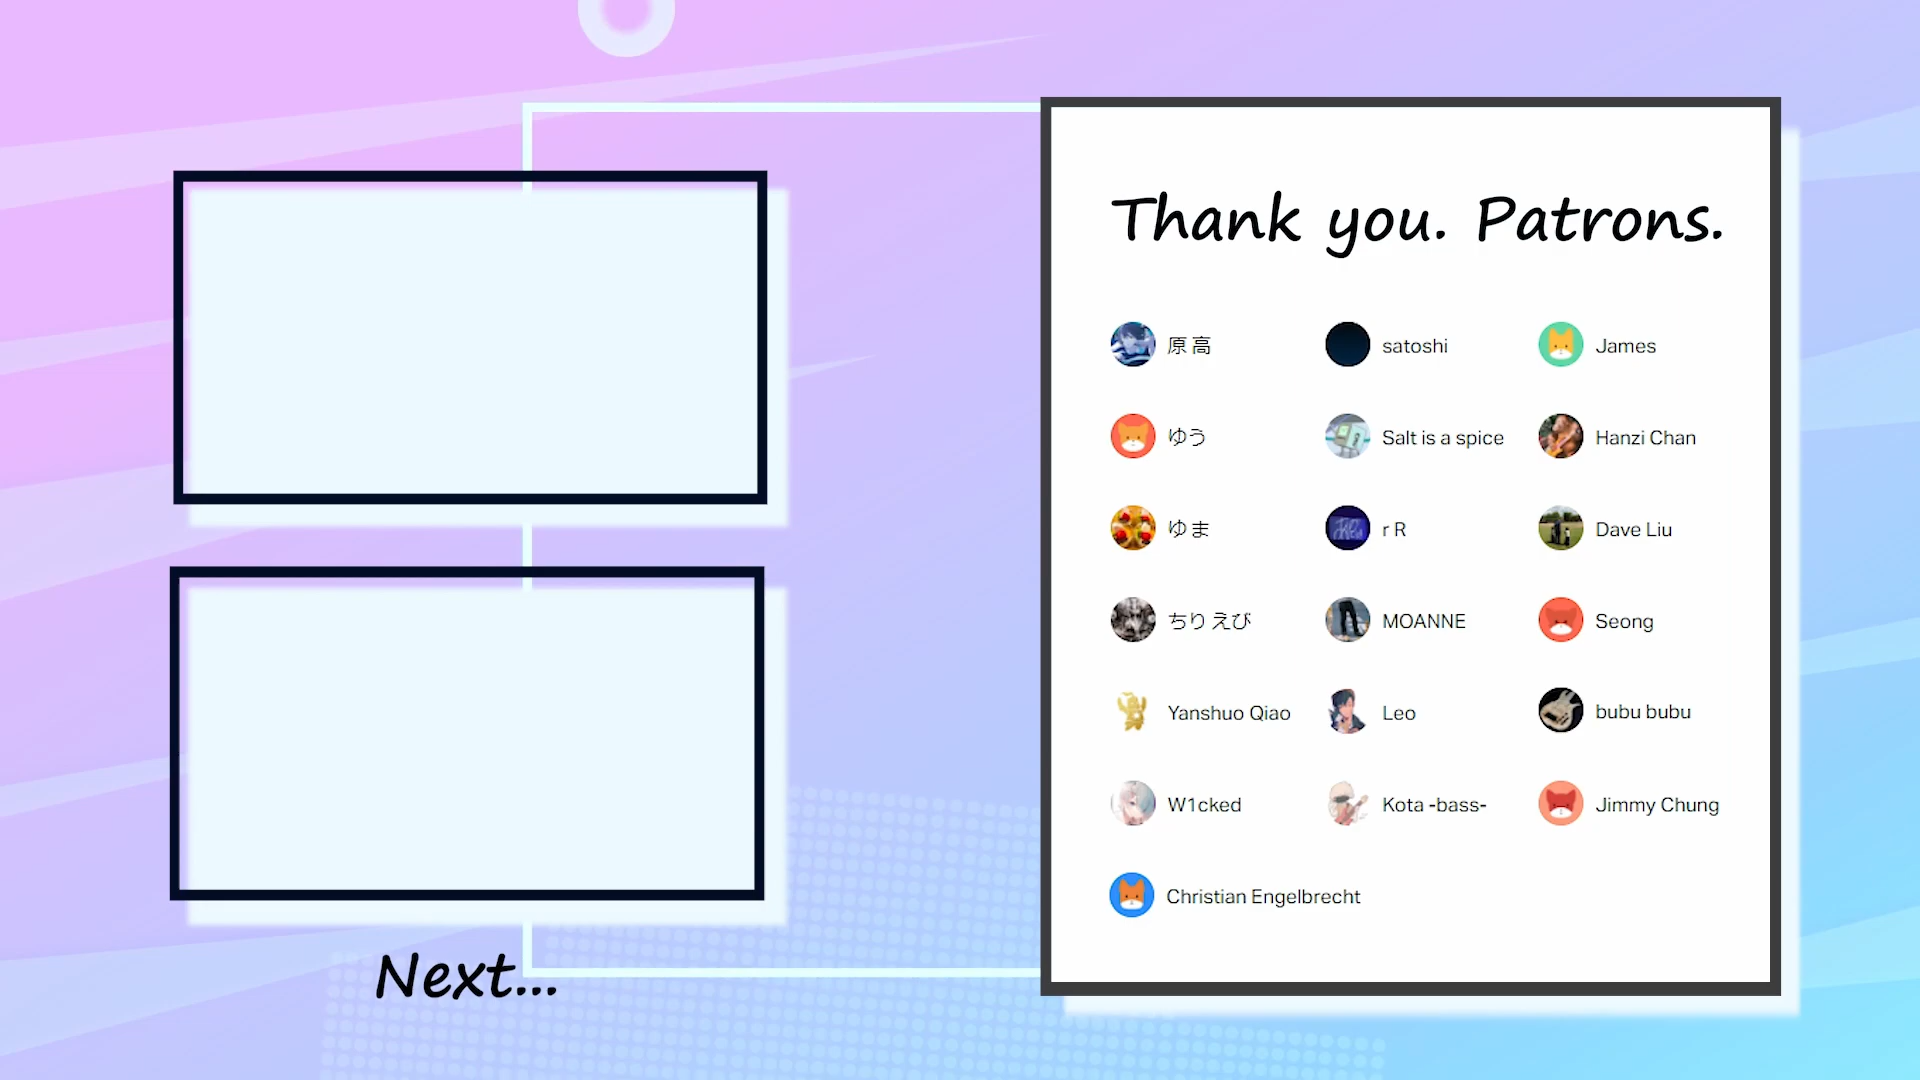 Thank you. Patrons.
原 高 satoshi James
ゆう Salt is a spice Hanzi Chan
ゆま r R Dave Liu
ちり えび MOANNE Seong
Yanshuo Qiao Leo bubu bubu
W1cked Kota -bass- Jimmy Chung
Christian Engelbrecht
Next...